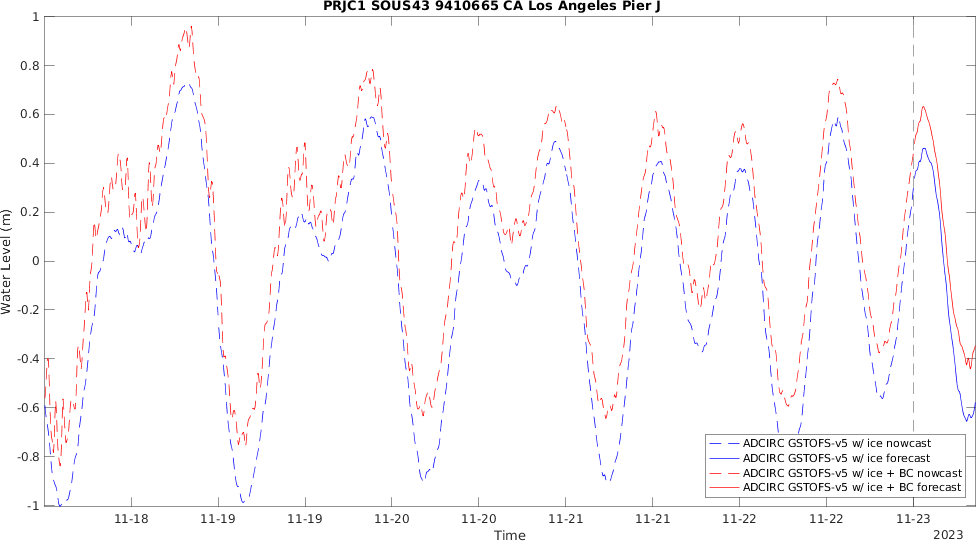 PRJC1 SOUS43 9410665 CA Los Angeles Pier J
1
0.8
0.6
0.4
0.2
0
-0.2
-0.4
-0.6
-0.8
-1
Water Level (m)
ADCIRC GSTOFS-v5 w/ ice nowcast
ADCIRC GSTOFS-v5 w/ ice forecast
ADCIRC GSTOFS-v5 w/ ice + BC nowcast
ADCIRC GSTOFS-v5 w/ ice + BC forecast
11-18 11-19 11-19 11-20 11-20 11-21 11-21 11-22 11-22 11-23
Time
2023